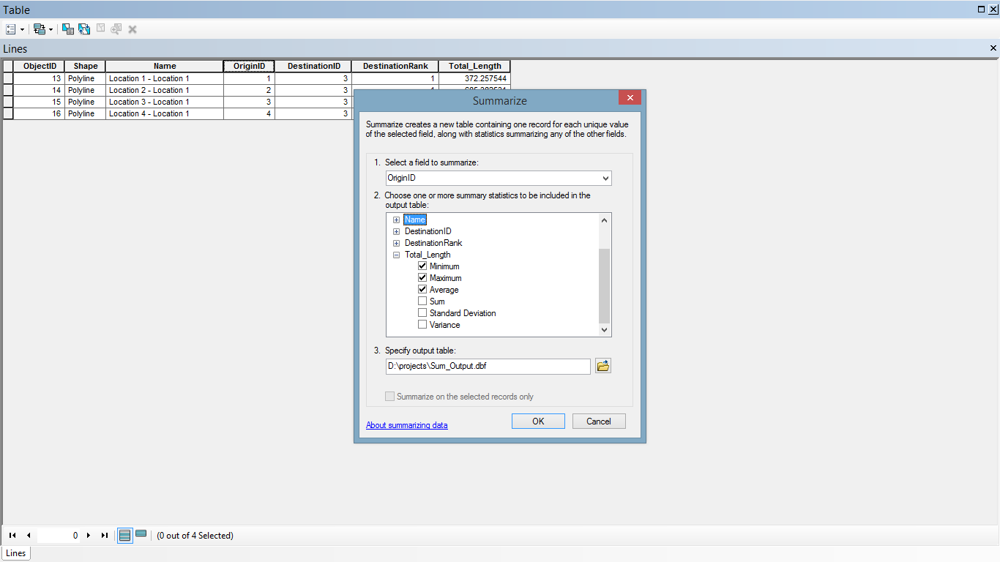 Table
Lines
ObjectID Shape Name OriginID DestinationID DestinationRank Total_Length
13 Polyline Location 1 - Location 1 1 3 1 372.257544
14 Polyline Location 2 - Location 1 2 3
15 Polyline Location 3 - Location 1 3 3
16 Polyline Location 4 - Location 1 4 3
Summarize
Summarize creates a new table containing one record for each unique value
of the selected field, along with statistics summarizing any of the other fields.
1. Select a field to summarize:
OriginID
2. Choose one or more summary statistics to be included in the
output table:
Name
DestinationID
DestinationRank
Total_Length
Minimum
Maximum
Average
Sum
Standard Deviation
Variance
3. Specify output table:
D:\projects\Sum_Output.dbf
Summarize on the selected records only
About summarizing data
OK
Cancel
0
(0 out of 4 Selected)
Lines